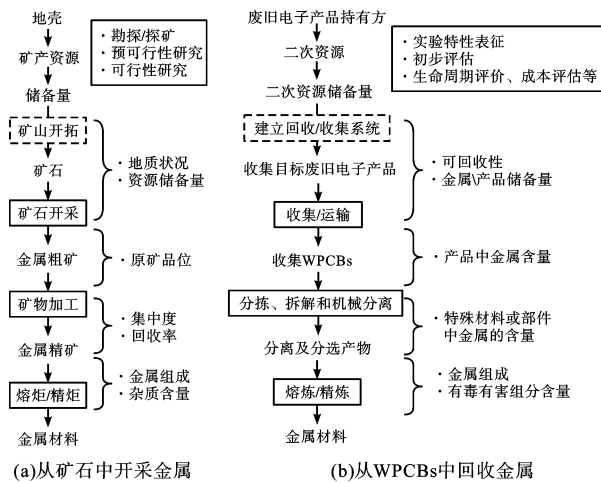 地壳
矿产资源
储备量
矿山开拓
矿石
矿石开采
金属粗矿
矿物加工
金属精矿
熔炬/精炬
金属材料
· 勘探/探矿
· 预可行性研究
· 可行性研究
· 地质状况
· 资源储备量
· 原矿品位
· 集中度
· 回收率
· 金属组成
· 杂质含量
(a)从矿石中开采金属
废旧电子产品持有方
二次资源
二次资源储备量
建立回收/收集系统
收集目标废旧电子产品
收集/运输
收集WPCBs
分拣、拆解和机械分离
分离及分选产物
熔炼/精炼
金属材料
· 实验特性表征
· 初步评估
· 生命周期评价、成本评估等
· 可回收性
· 金属\产品储备量
· 产品中金属含量
· 特殊材料或部件
中金属的含量
· 金属组成
· 有毒有害组分含量
(b)从WPCBs中回收金属